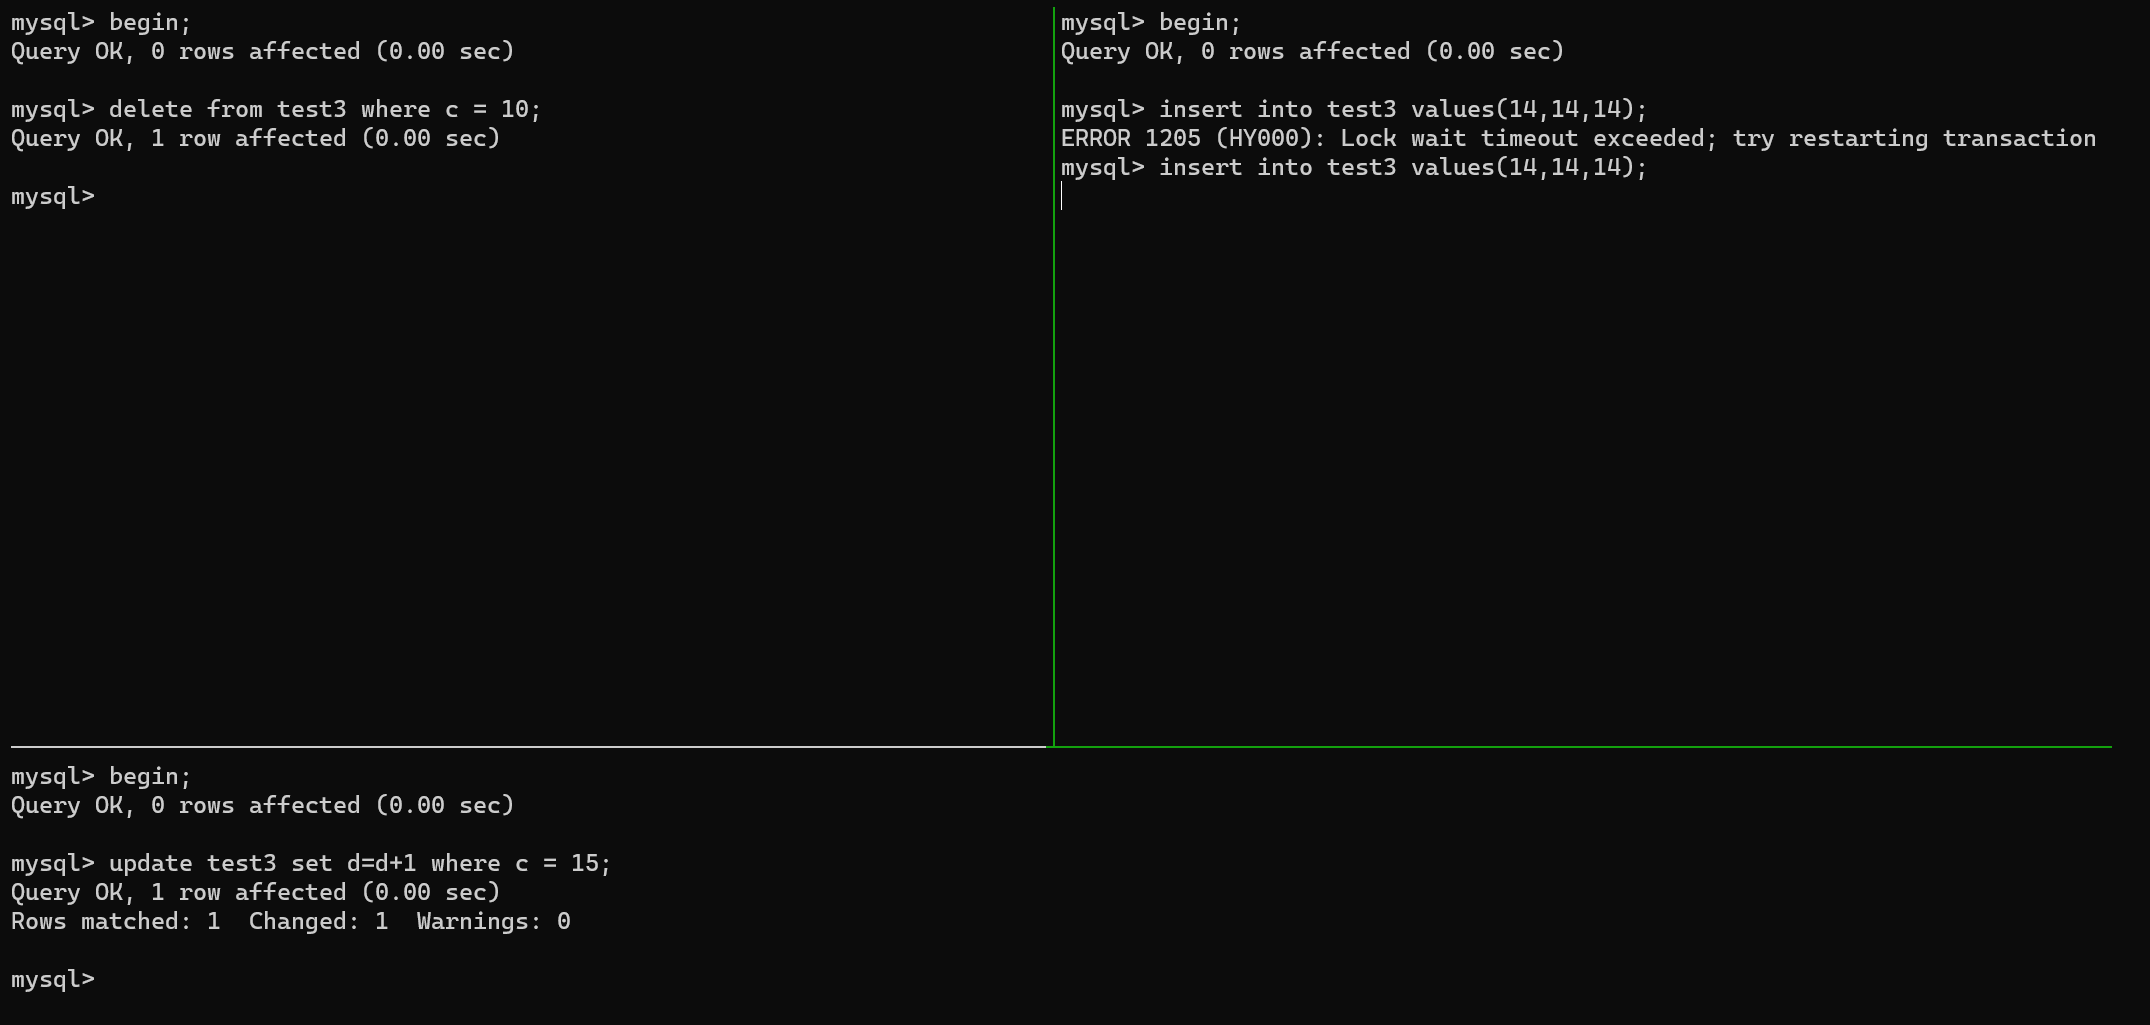 mysql> begin;
Query OK, 0 rows affected (0.00 sec)
mysql> delete from test3 where c = 10;
Query OK, 1 row affected (0.00 sec)
mysql>
mysql> begin;
Query OK, 0 rows affected (0.00 sec)
mysql> insert into test3 values(14,14,14);
ERROR 1205 (HY000): Lock wait timeout exceeded; try restarting transaction
mysql> insert into test3 values(14,14,14);
mysql> begin;
Query OK, 0 rows affected (0.00 sec)
mysql> update test3 set d=d+1 where c = 15;
Query OK, 1 row affected (0.00 sec)
Rows matched: 1  Changed: 1  Warnings: 0
mysql>